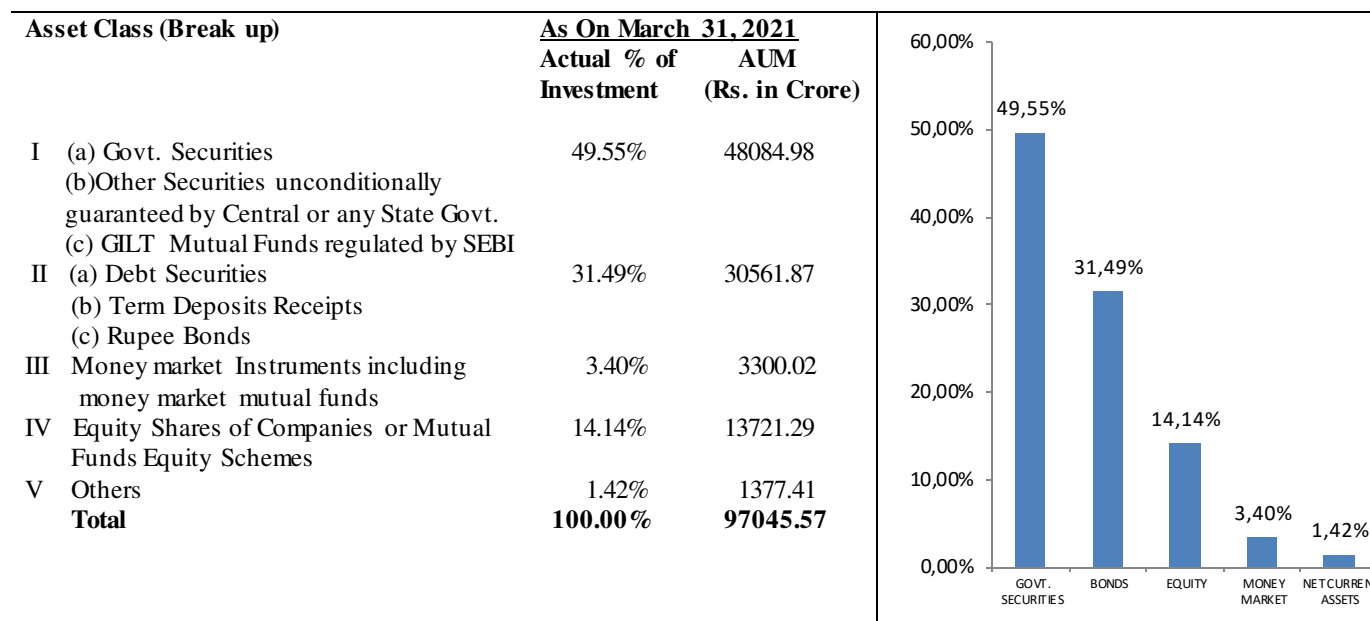 Asset Class (Break up) As On March 31, 2021
Actual % of AUM
Investment (Rs. in Crore)
I (a) Govt. Securities 49.55% 48084.98
(b)Other Securities unconditionally
guaranteed by Central or any State Govt.
(c) GILT Mutual Funds regulated by SEBI
II (a) Debt Securities 31.49% 30561.87
(b) Term Deposits Receipts
(c) Rupee Bonds
III Money market Instruments including 3.40% 3300.02
money market mutual funds
IV Equity Shares of Companies or Mutual 14.14% 13721.29
Funds Equity Schemes
V Others 1.42% 1377.41
Total 100.00% 97045.57
60,00%
50,00%
40,00%
30,00%
20,00%
10,00%
0,00%
49,55%
31,49%
14,14%
3,40%
1,42%
GOVT.
SECURITIES
BONDS
EQUITY
MONEY
MARKET
NET CURREN
ASSETS